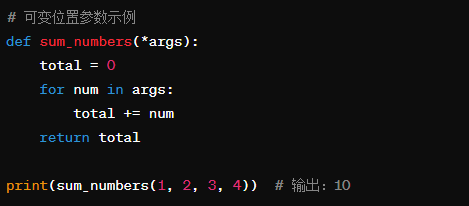 # 可变位置参数示例
def sum_numbers(*args):
    total = 0
    for num in args:
        total += num
    return total

print(sum_numbers(1, 2, 3, 4))  # 输出：10